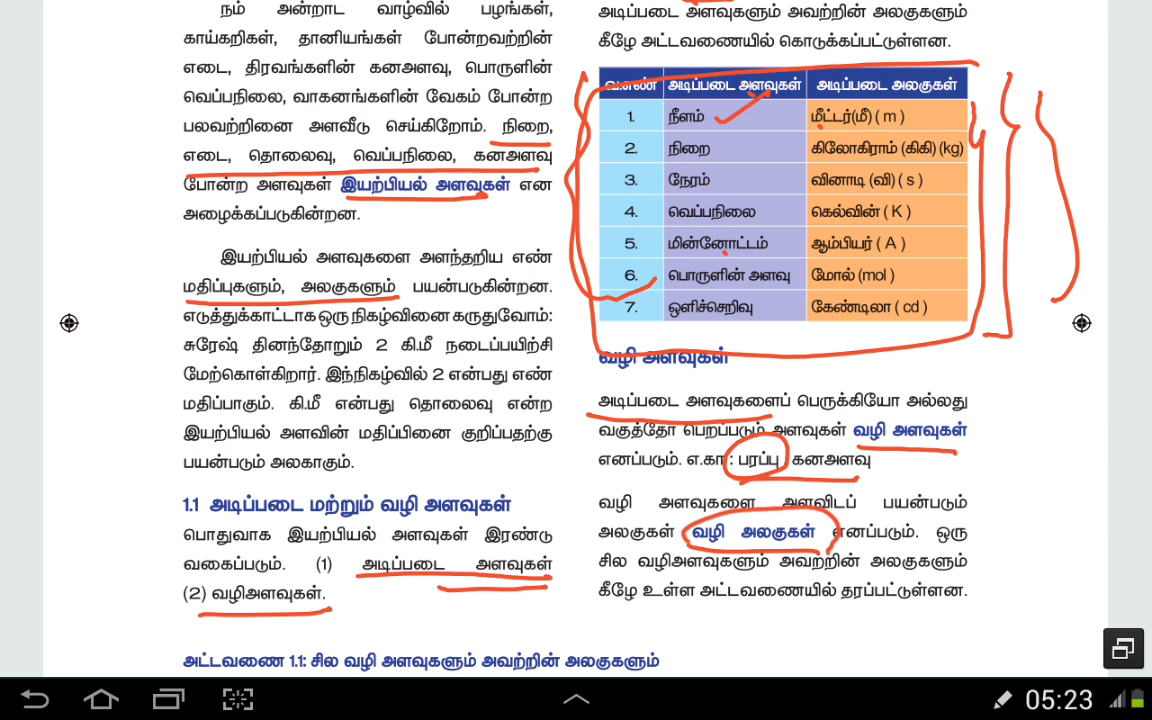 நம் அன்றாட வாழ்வில் பழங்கள்,
காய்கறிகள், தானியங்கள் போன்றவற்றின்
எடை, திரவங்களின் கனஅளவு, பொருளின்
வெப்பநிலை, வாகனங்களின் வேகம் போன்ற
பலவற்றினை அளவீடு செய்கிறோம். நிறை,
எடை, தொலைவு, வெப்பநிலை, கனஅளவு
போன்ற அளவுகள் இயற்பியல் அளவுகள் என
அழைக்கப்படுகின்றன.
இயற்பியல் அளவுகளை அளந்தறிய எண்
மதிப்புகளும், அலகுகளும் பயன்படுகின்றன.
எடுத்துக்காட்டாக ஒரு நிகழ்வினை கருதுவோம்:
சுரேஷ் தினந்தோறும் 2 கி.மீ நடைப்பயிற்சி
மேற்கொள்கிறார். இந்நிகழ்வில் 2 என்பது எண்
மதிப்பாகும். கி.மீ என்பது தொலைவு என்ற
இயற்பியல் அளவின் மதிப்பினை குறிப்பதற்கு
பயன்படும் அலகாகும்.
1.1 அடிப்படை மற்றும் வழி அளவுகள்
பொதுவாக இயற்பியல் அளவுகள் இரண்டு
வகைப்படும். (1) அடிப்படை அளவுகள்
(2) வழிஅளவுகள்.
அடிப்படை அளவுகளும் அவற்றின் அலகுகளும்
கீழே அட்டவணையில் கொடுக்கப்பட்டுள்ளன.
வ.எண் அடிப்படை அளவுகள் அடிப்படை அலகுகள்
1. நீளம் மீட்டர்(மீ) ( m )
2. நிறை கிலோகிராம் (கிகி) (kg)
3. நேரம் வினாடி (வி) ( s )
4. வெப்பநிலை கெல்வின் ( K )
5. மின்னோட்டம் ஆம்பியர் ( A )
6. பொருளின் அளவு மோல் (mol )
7. ஒளிச்செறிவு கேண்டிலா ( cd )
வழி அளவுகள்
அடிப்படை அளவுகளைப் பெருக்கியோ அல்லது
வகுத்தோ பெறப்படும் அளவுகள் வழி அளவுகள்
எனப்படும். எ.கா : பரப்பு, கனஅளவு
வழி அளவுகளை அளவிடப் பயன்படும்
அலகுகள் வழி அலகுகள் எனப்படும். ஒரு
சில வழிஅளவுகளும் அவற்றின் அலகுகளும்
கீழே உள்ள அட்டவணையில் தரப்பட்டுள்ளன.
அட்டவணை 1.1: சில வழி அளவுகளும் அவற்றின் அலகுகளும்
05:23